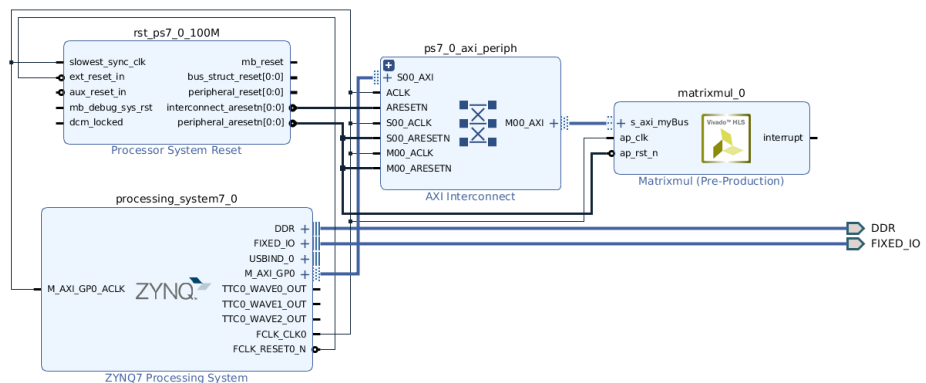 rst_ps7_0_100M
slowest_sync_clk
ext_reset_in
aux_reset_in
mb_debug_sys_rst
dcm_locked
mb_reset
bus_struct_reset[0:0]
peripheral_reset[0:0]
interconnect_aresetn[0:0]
peripheral_aresetn[0:0]
Processor System Reset
ps7_0_axi_periph
S00_AXI
ACLK
ARESETN
S00_ACLK
S00_ARESETN
M00_ACLK
M00_ARESETN
M00_AXI
AXI Interconnect
matrixmul_0
s_axi_myBus
ap_clk
ap_rst_n
Vivado™ HLS
interrupt
Matrixmul (Pre-Production)
processing_system7_0
M_AXI_GP0_ACLK
ZYNQ
DDR
FIXED_IO
USBIND_0
M_AXI_GP0
TTC0_WAVE0_OUT
TTC0_WAVE1_OUT
TTC0_WAVE2_OUT
FCLK_CLK0
FCLK_RESET0_N
ZYNQ7 Processing System
DDR
FIXED_IO